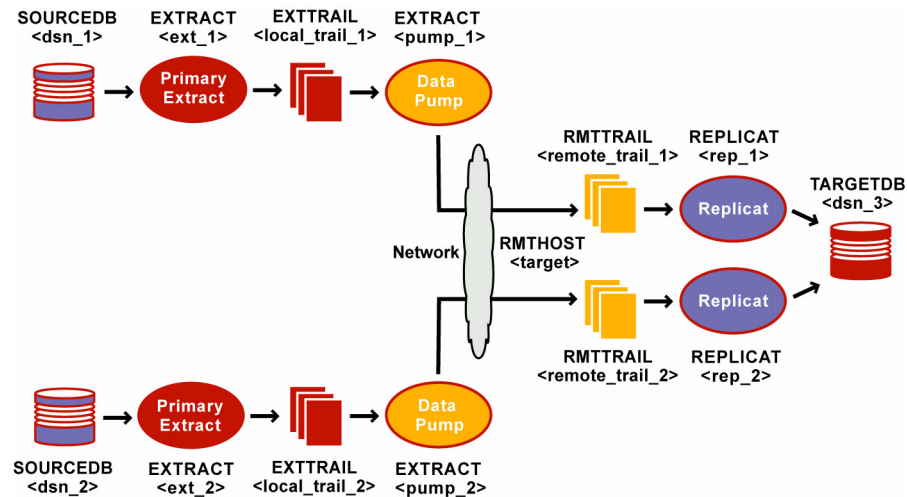 SOURCEDB
<dsn_1>
EXTRACT
<ext_1>
EXTTRAIL
<local_trail_1>
EXTRACT
<pump_1>
Primary
Extract
Data
Pump
RMTTRAIL
<remote_trail_1>
REPLICAT
<rep_1>
TARGETDB
<dsn_3>
Replicat
Network
RMTHOST
<target>
Replicat
RMTTRAIL
<remote_trail_2>
REPLICAT
<rep_2>
Primary
Extract
Data
Pump
SOURCEDB
<dsn_2>
EXTRACT
<ext_2>
EXTTRAIL
<local_trail_2>
EXTRACT
<pump_2>